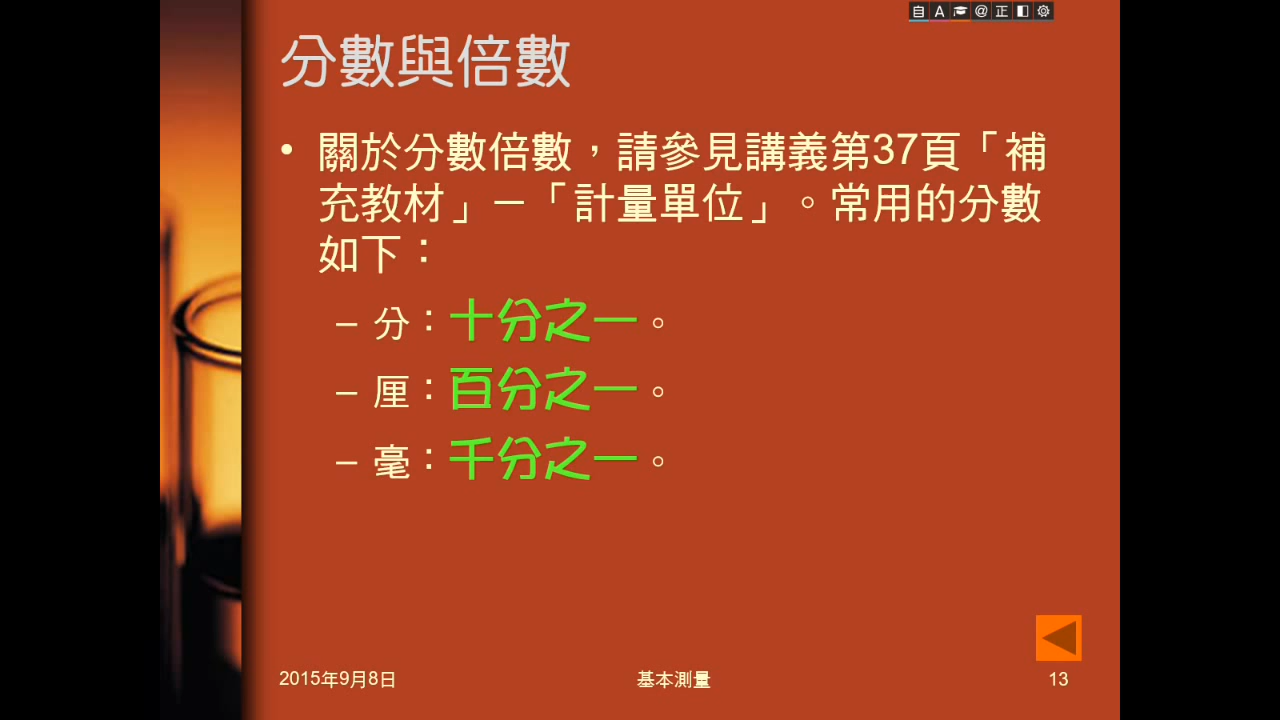 自 A @ 正
分數與倍數
• 關於分數倍數，請參見講義第37頁「補
充教材」─「計量單位」。常用的分數
如下：
– 分：十分之一。
– 厘：百分之一。
– 毫：千分之一。
2015年9月8日 基本測量 13